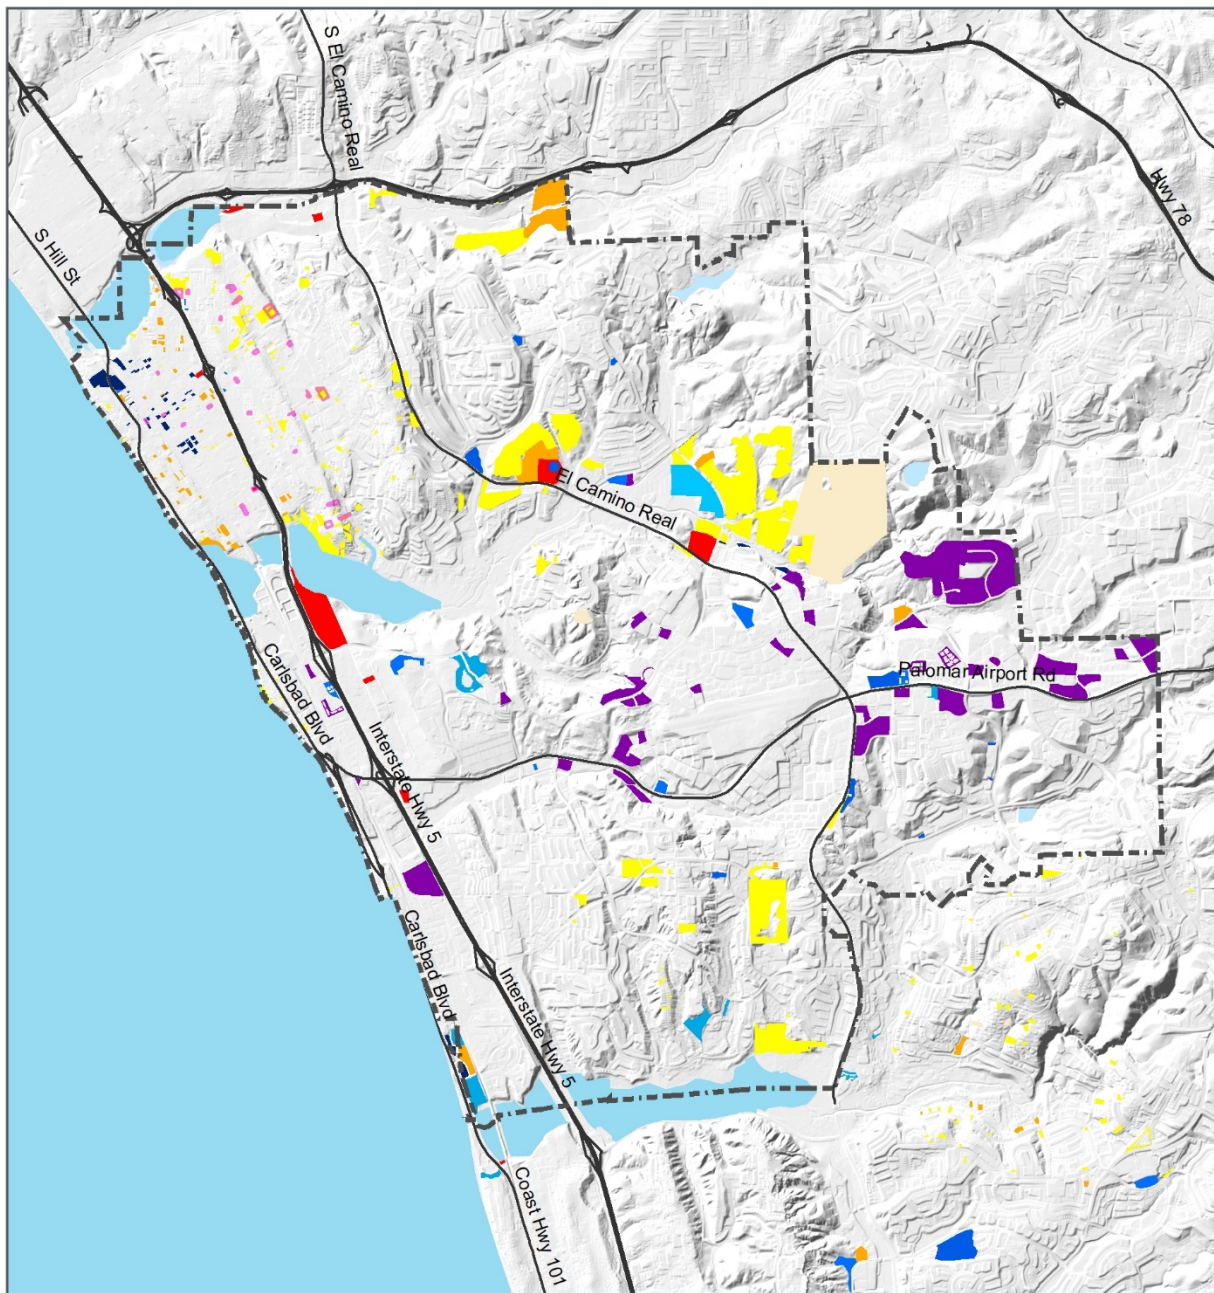 S El Camino Real
Hwy 78
S Hill St
El Camino Real
Palomar Airport Rd
Carlsbad Blvd
Interstate Hwy 5
Carlsbad Blvd
Interstate Hwy 5
Coast Hwy 101